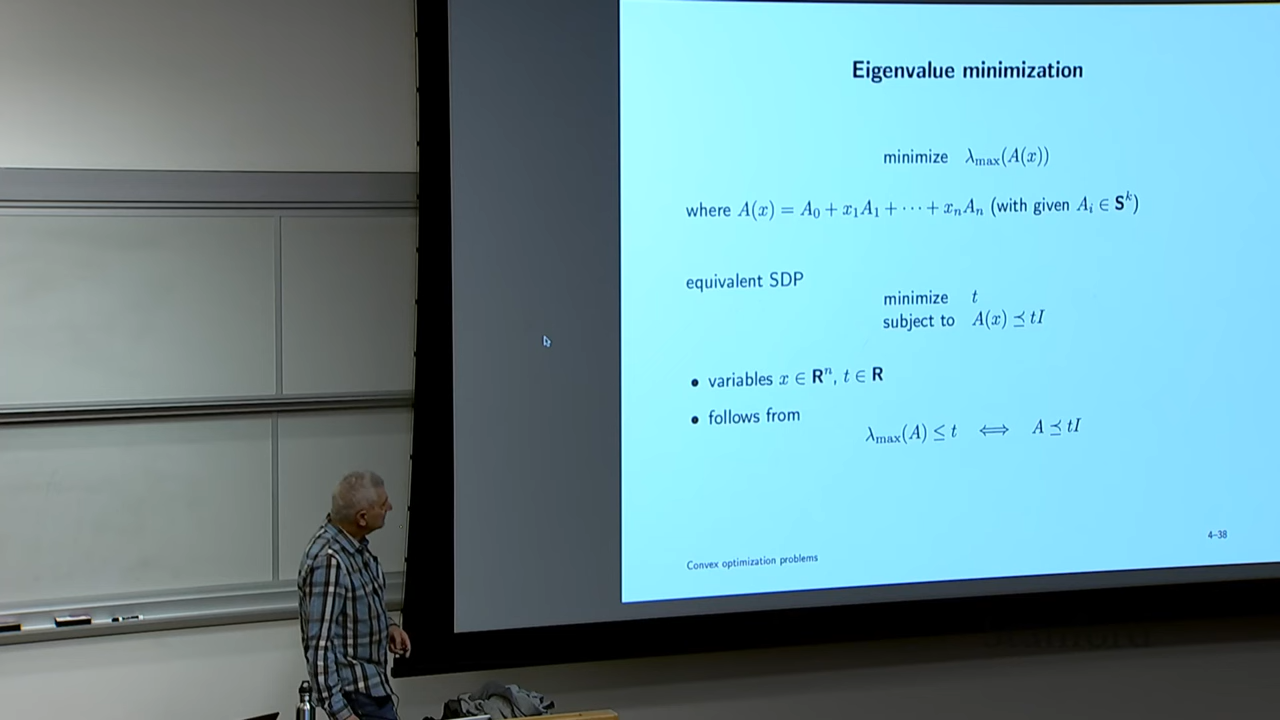 Eigenvalue minimization
minimize λmax(A(x))
where A(x) = A₀ + x₁A₁ + ··· + xₙAₙ (with given Aᵢ ∈ Sᵏ)
equivalent SDP
minimize t
subject to A(x) ⪯ tI
• variables x ∈ Rⁿ, t ∈ R
• follows from
λmax(A) ≤ t ⟺ A ⪯ tI
4–38
Convex optimization problems